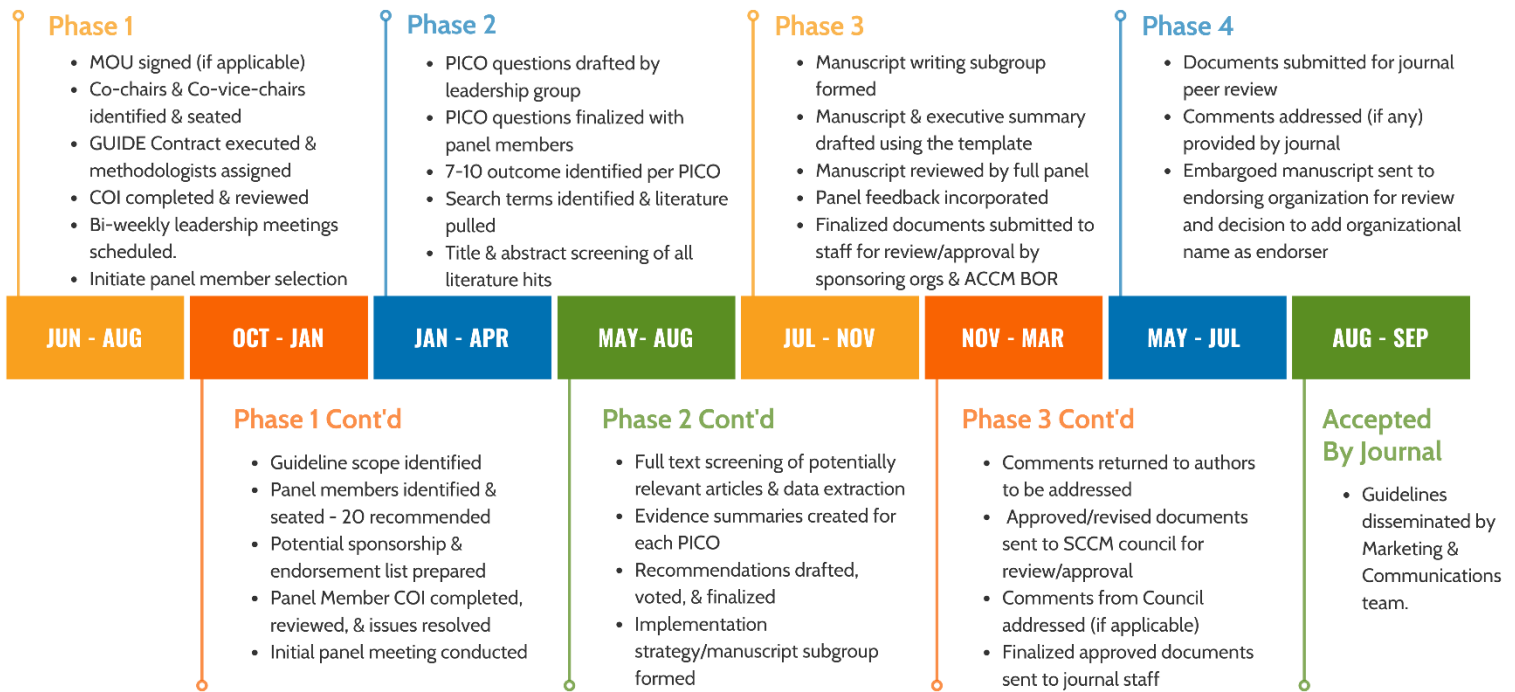 Phase 1
• MOU signed (if applicable)
• Co-chairs & Co-vice-chairs
identified & seated
• GUIDE Contract executed &
methodologists assigned
• COI completed & reviewed
• Bi-weekly leadership meetings
scheduled.
• Initiate panel member selection
Phase 2
• PICO questions drafted by
leadership group
• PICO questions finalized with
panel members
• 7-10 outcome identified per PICO
• Search terms identified & literature
pulled
• Title & abstract screening of all
literature hits
Phase 3
• Manuscript writing subgroup
formed
• Manuscript & executive summary
drafted using the template
• Manuscript reviewed by full panel
• Panel feedback incorporated
• Finalized documents submitted to
staff for review/approval by
sponsoring orgs & ACCM BOR
Phase 4
• Documents submitted for journal
peer review
• Comments addressed (if any)
provided by journal
• Embargoed manuscript sent to
endorsing organization for review
and decision to add organizational
name as endorser
JUN - AUG
OCT - JAN
JAN - APR
MAY- AUG
JUL - NOV
NOV - MAR
MAY - JUL
AUG - SEP
Phase 1 Cont'd
• Guideline scope identified
• Panel members identified &
seated - 20 recommended
• Potential sponsorship &
endorsement list prepared
• Panel Member COI completed,
reviewed, & issues resolved
• Initial panel meeting conducted
Phase 2 Cont'd
• Full text screening of potentially
relevant articles & data extraction
• Evidence summaries created for
each PICO
• Recommendations drafted,
voted, & finalized
• Implementation
strategy/manuscript subgroup
formed
Phase 3 Cont'd
• Comments returned to authors
to be addressed
• Approved/revised documents
sent to SCCM council for
review/approval
• Comments from Council
addressed (if applicable)
• Finalized approved documents
sent to journal staff
Accepted
By Journal
• Guidelines
disseminated by
Marketing &
Communications
team.